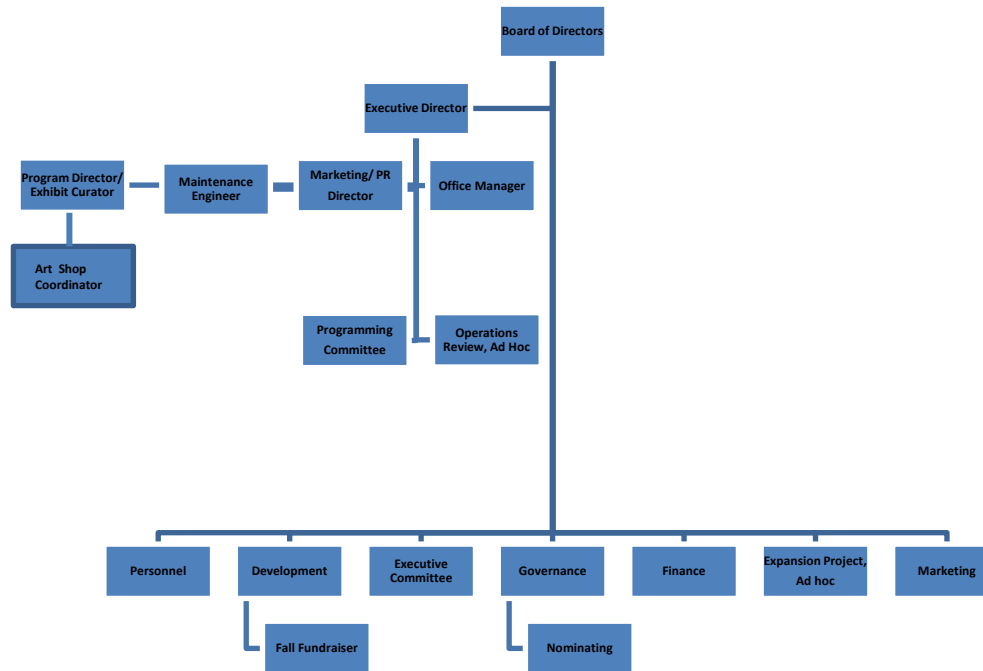 Board of Directors
Executive Director
Program Director/
Exhibit Curator
Maintenance
Engineer
Marketing/ PR
Director
Office Manager
Art Shop
Coordinator
Programming
Committee
Operations
Review, Ad Hoc
Personnel
Development
Executive
Committee
Governance
Finance
Expansion Project,
Ad hoc
Marketing
Fall Fundraiser
Nominating